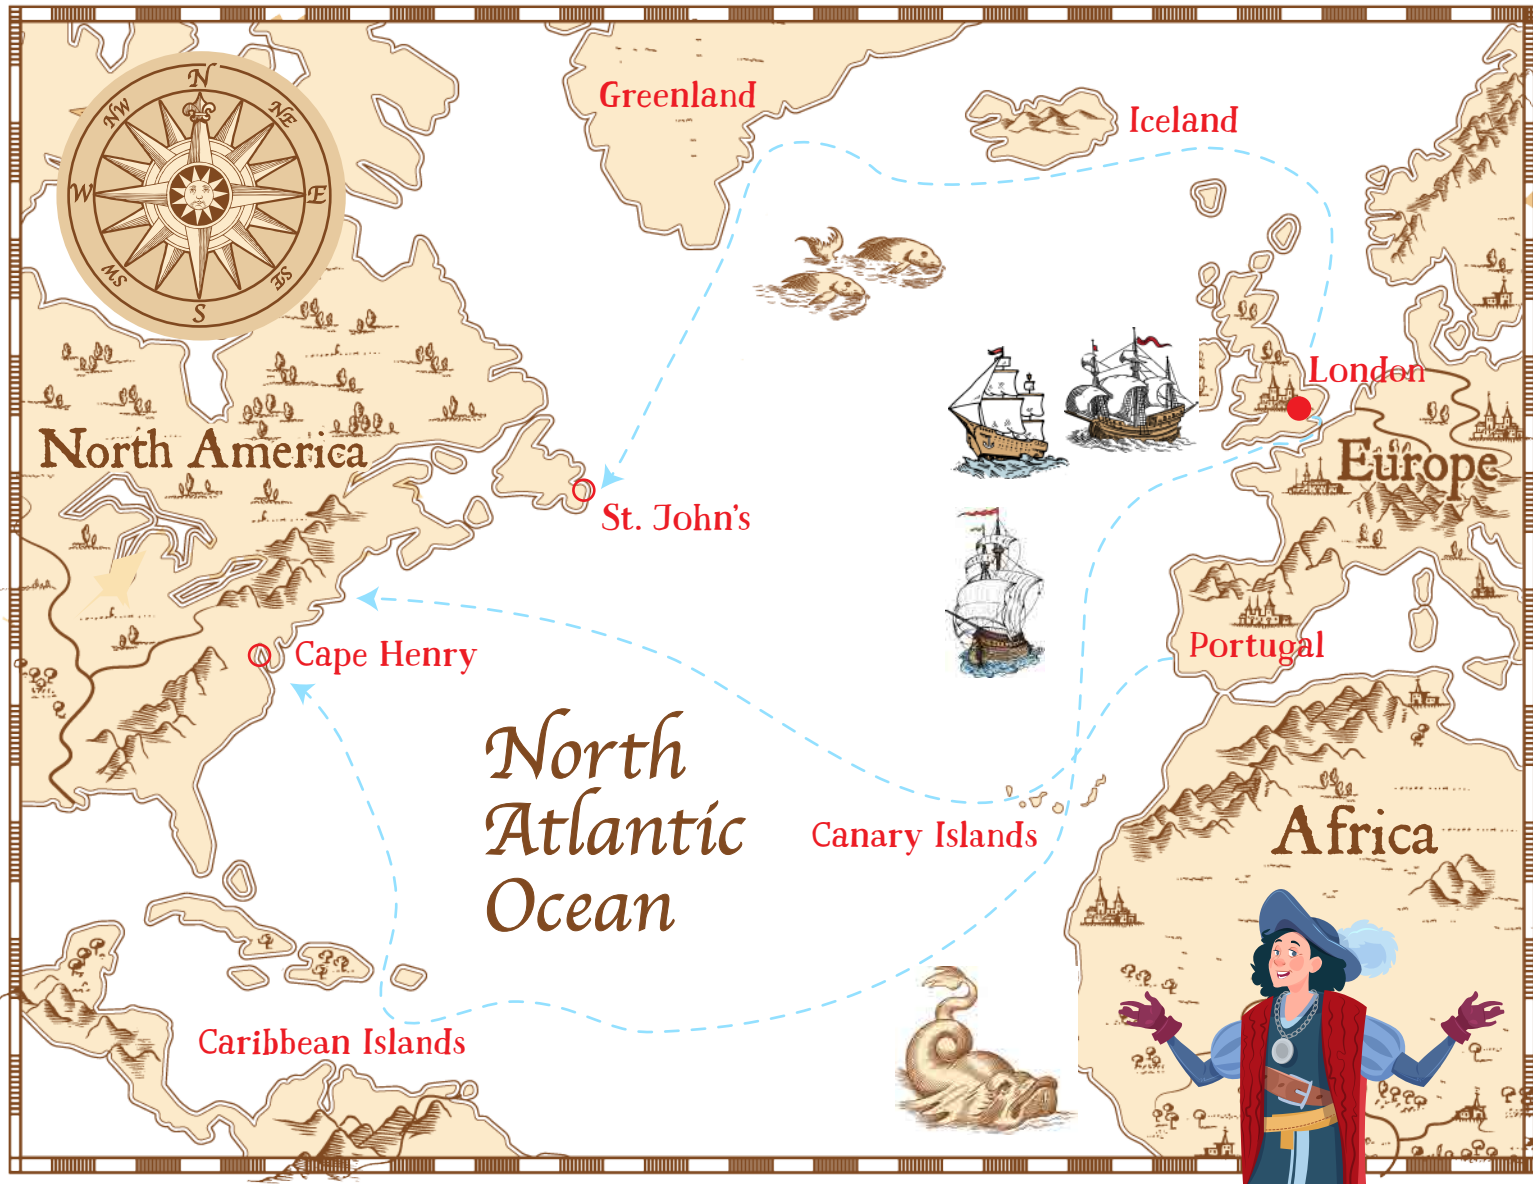 N
NW
NE
W
E
SW
SE
S
Greenland
Iceland
London
North America
Europe
St. John's
Cape Henry
Portugal
North
Atlantic
Ocean
Canary Islands
Africa
Caribbean Islands